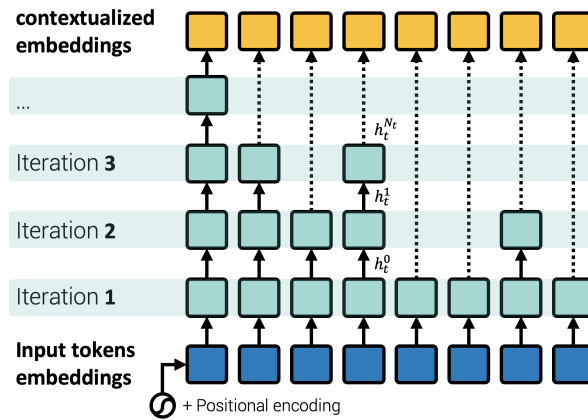 contextualized
embeddings
...
$h_t^{N_t}$
Iteration 3
$h_t^1$
Iteration 2
$h_t^0$
Iteration 1
Input tokens
embeddings
+ Positional encoding